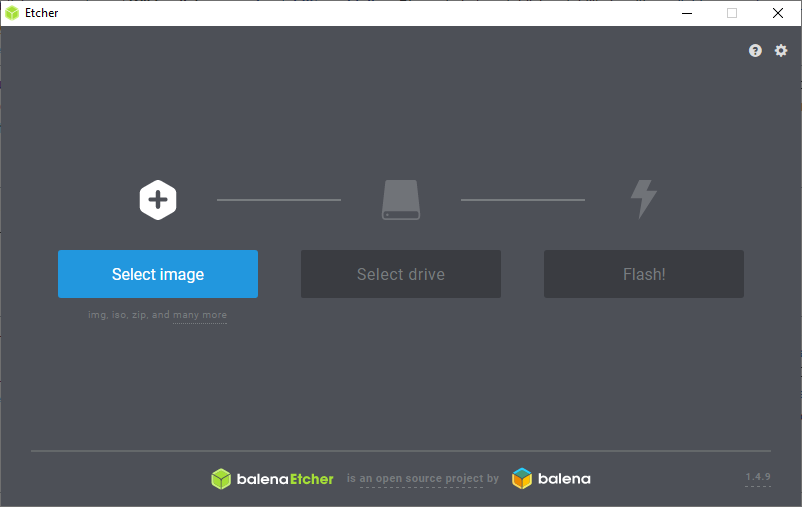 Etcher
Select image
Select drive
Flash!
img, iso, zip, and many more
balenaEtcher is an open source project by balena
1.4.9